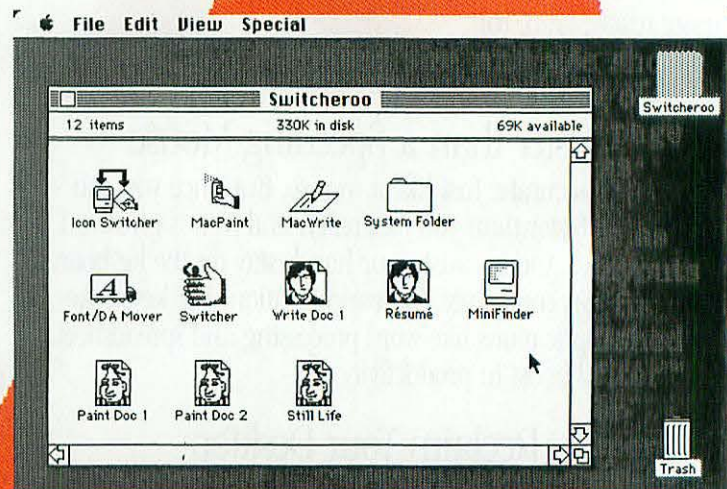 File Edit View Special
Switcheroo
Switcheroo
12 items 330K in disk 69K available
Icon Switcher MacPaint MacWrite System Folder
Font/DA Mover Switcher Write Doc 1 Résumé MiniFinder
Paint Doc 1 Paint Doc 2 Still Life
Trash